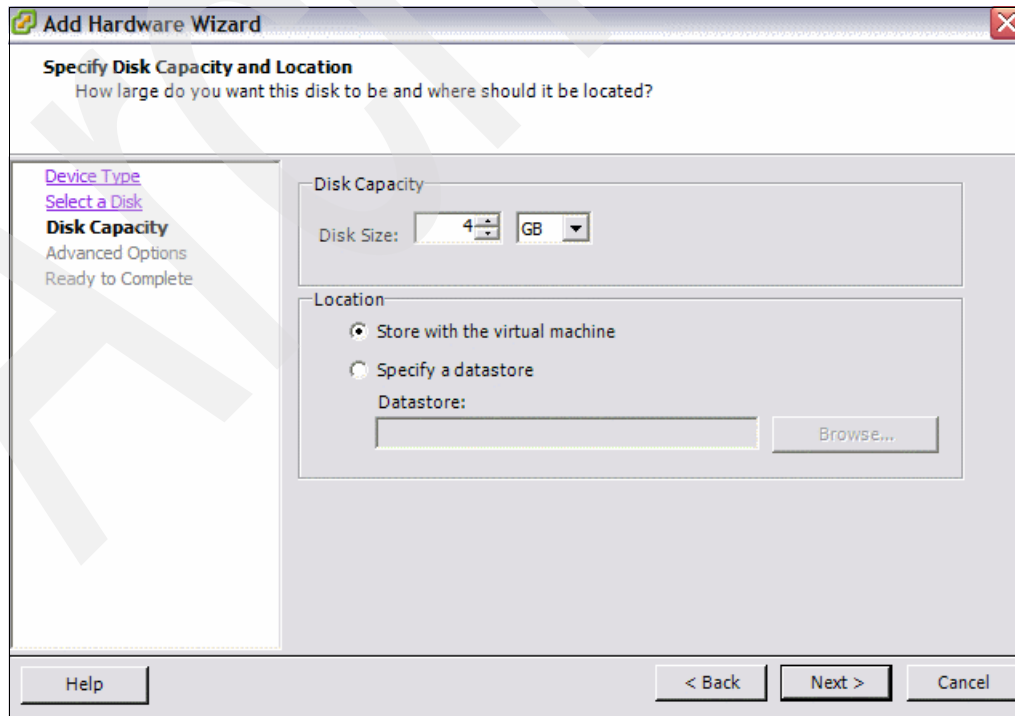 Add Hardware Wizard
Specify Disk Capacity and Location
How large do you want this disk to be and where should it be located?
Device Type
Select a Disk
Disk Capacity
Advanced Options
Ready to Complete
Disk Capacity
Disk Size: 4 GB
Location
Store with the virtual machine
Specify a datastore
Datastore:
Browse...
Help
< Back
Next >
Cancel